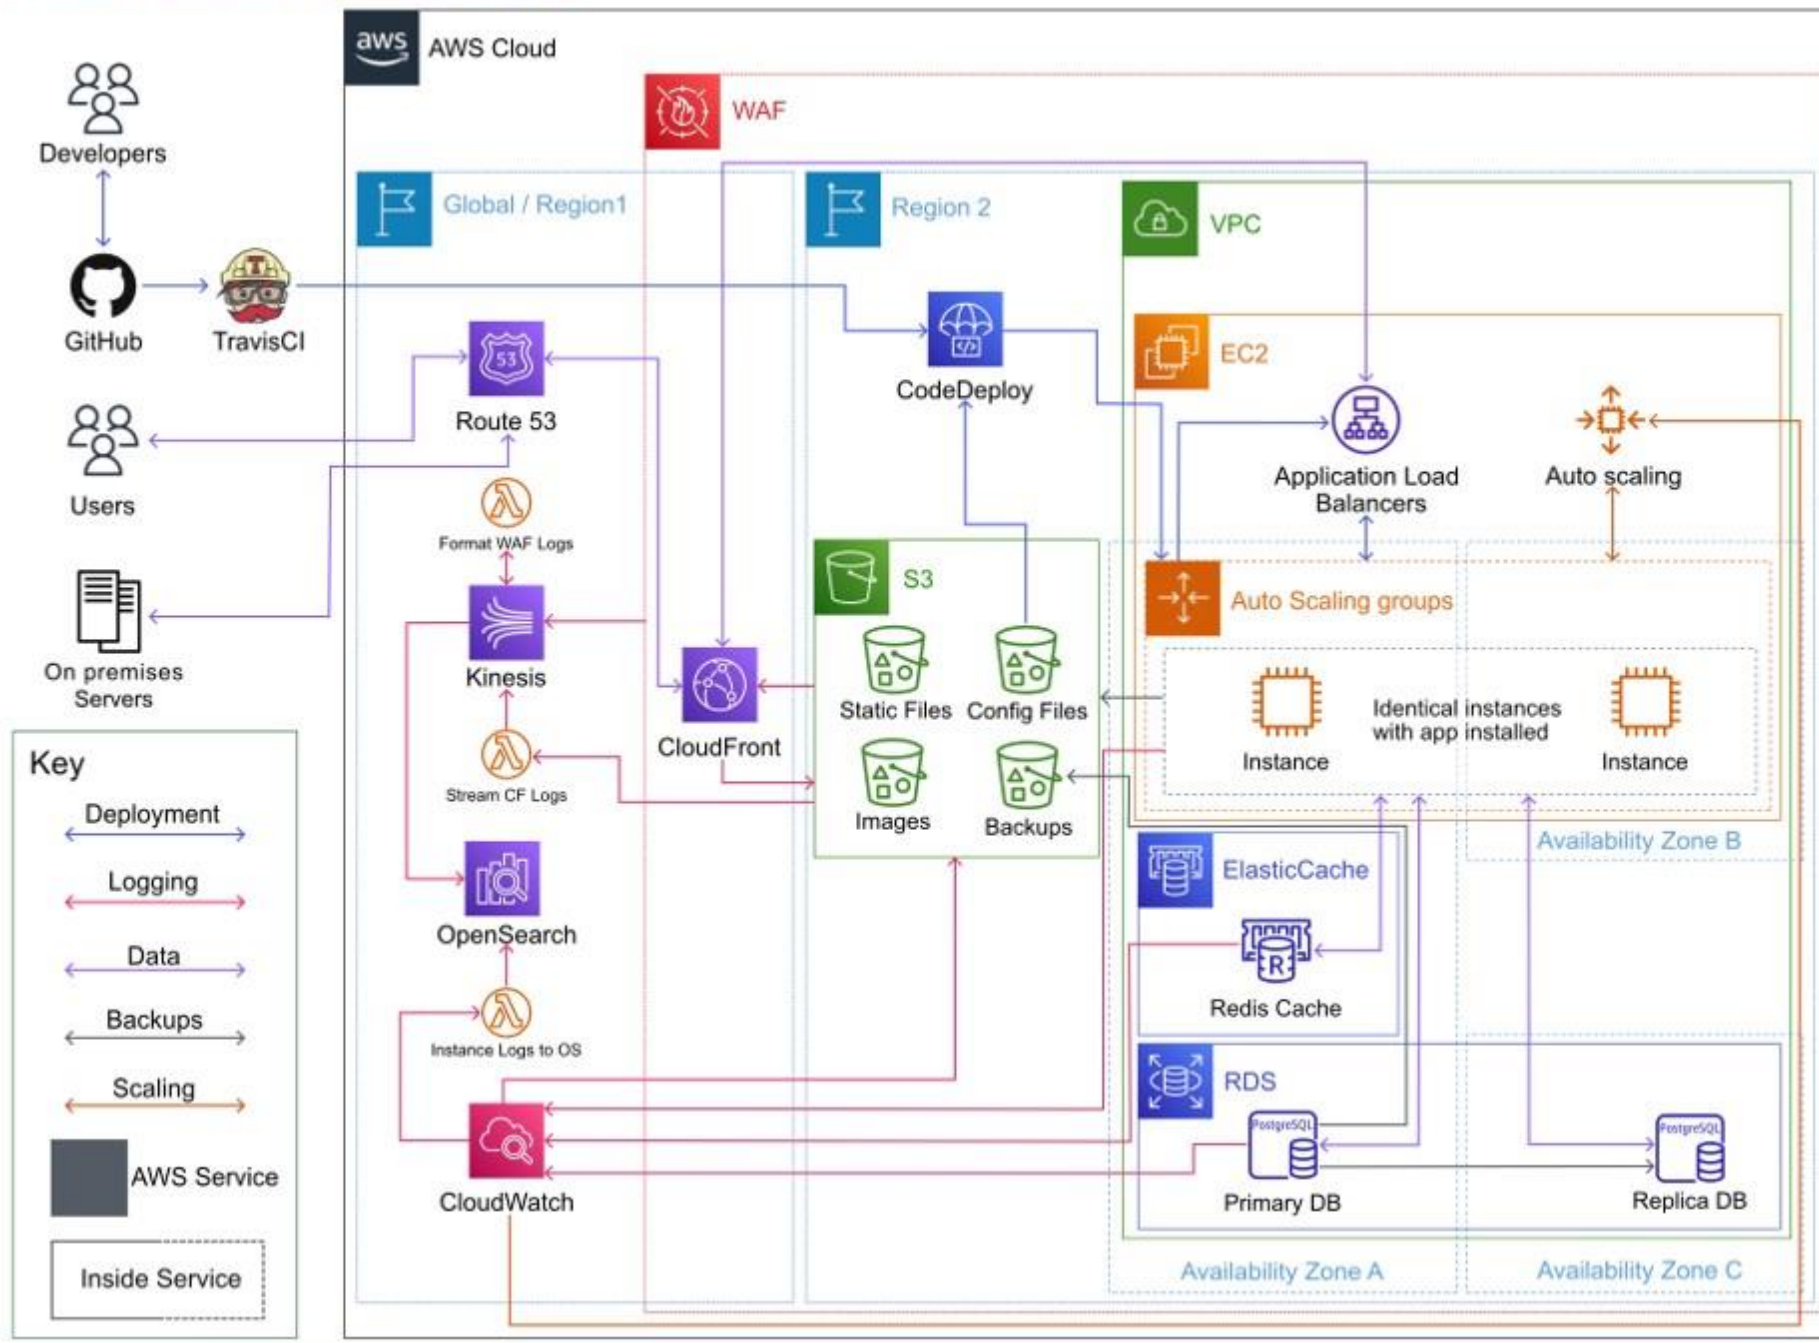 aws
AWS Cloud
WAF
Developers
Global / Region1
Region 2
VPC
GitHub
TravisCI
53
Route 53
CodeDeploy
EC2
Application Load
Balancers
Auto scaling
Users
Format WAF Logs
S3
Auto Scaling groups
On premises
Servers
Kinesis
CloudFront
Static Files
Config Files
Identical instances
with app installed
Instance
Instance
Stream CF Logs
Images
Backups
Availability Zone B
ElasticCache
OpenSearch
R
Redis Cache
Instance Logs to OS
RDS
PostgreSQL
PostgreSQL
CloudWatch
Primary DB
Replica DB
Availability Zone A
Availability Zone C
Key
Deployment
Logging
Data
Backups
Scaling
AWS Service
Inside Service
T